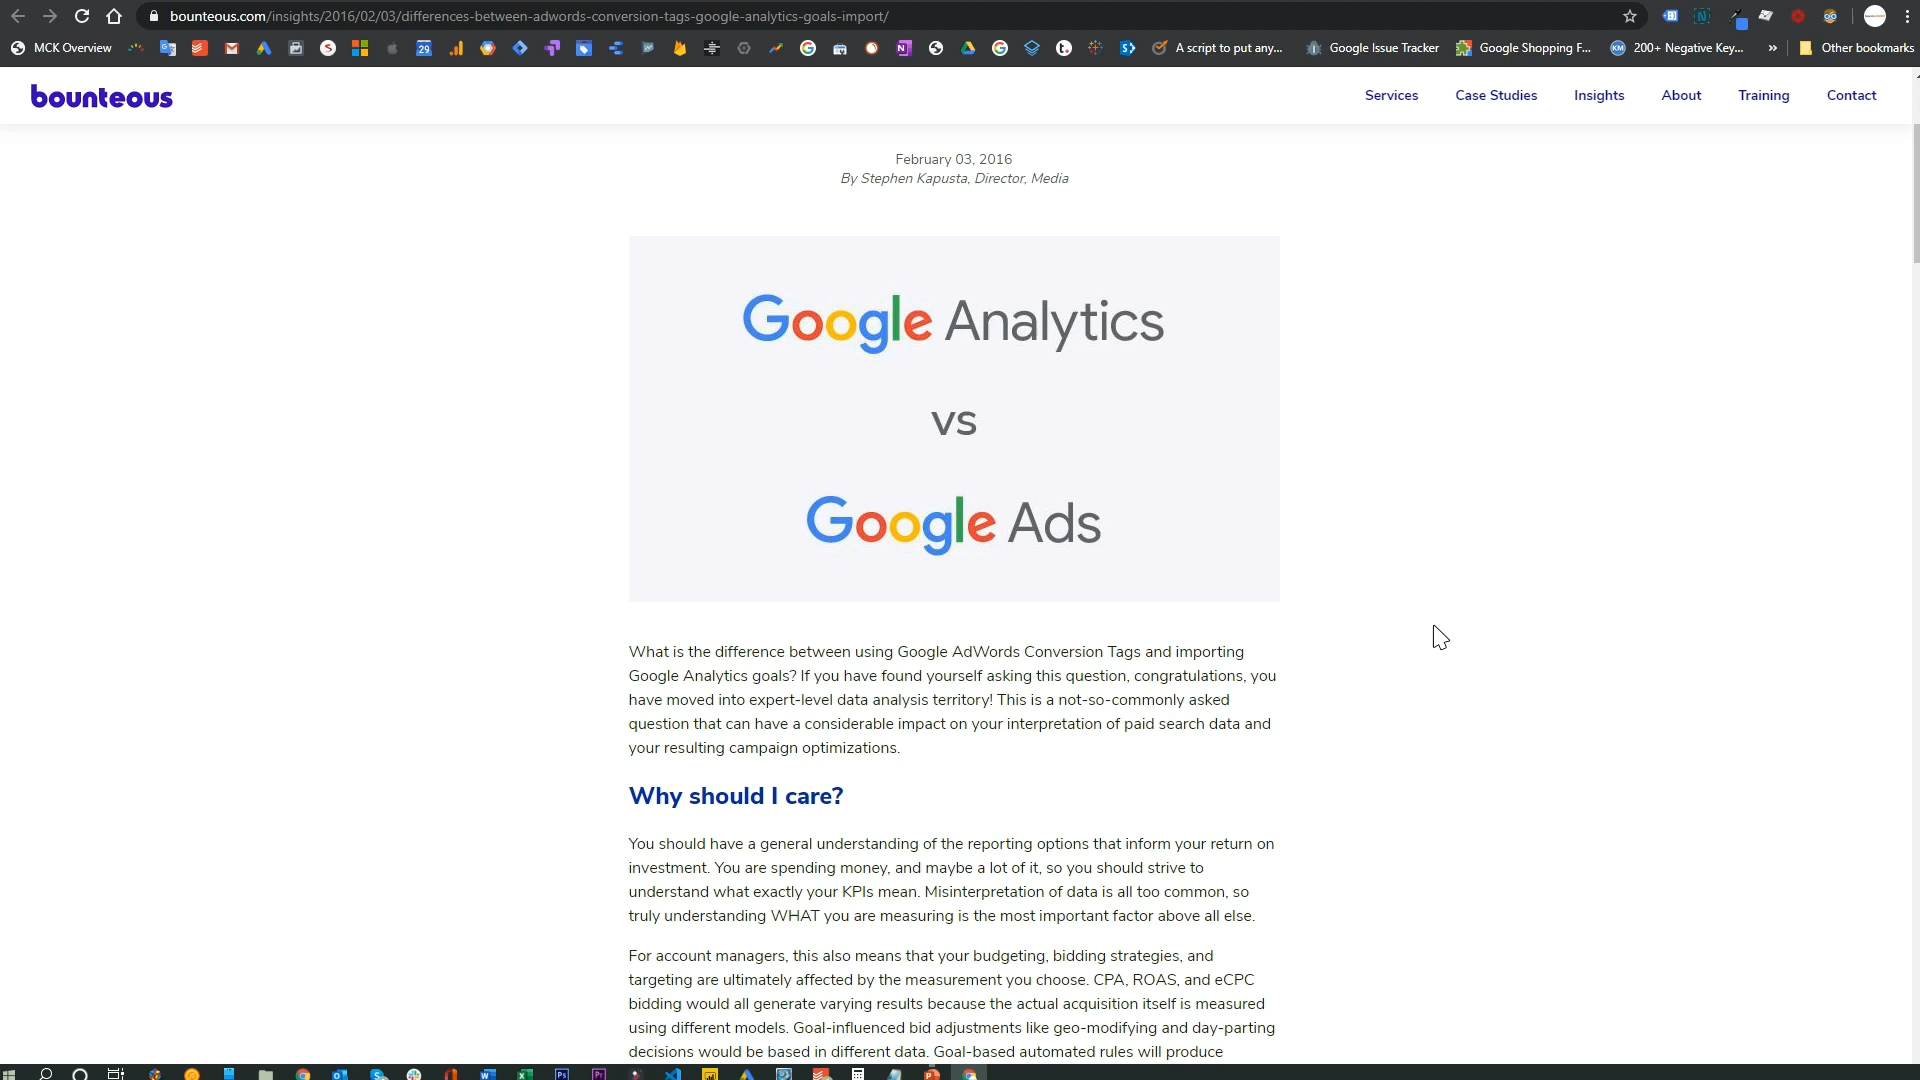 bounteous.com/insights/2016/02/03/differences-between-adwords-conversion-tags-google-analytics-goals-import/
MCK Overview
A script to put any...
Google Issue Tracker
Google Shopping F...
200+ Negative Key...
»
Other bookmarks
bounteous
Services
Case Studies
Insights
About
Training
Contact
February 03, 2016
By Stephen Kapusta, Director, Media
Google Analytics
vs
Google Ads
What is the difference between using Google AdWords Conversion Tags and importing
Google Analytics goals? If you have found yourself asking this question, congratulations, you
have moved into expert-level data analysis territory! This is a not-so-commonly asked
question that can have a considerable impact on your interpretation of paid search data and
your resulting campaign optimizations.
Why should I care?
You should have a general understanding of the reporting options that inform your return on
investment. You are spending money, and maybe a lot of it, so you should strive to
understand what exactly your KPIs mean. Misinterpretation of data is all too common, so
truly understanding WHAT you are measuring is the most important factor above all else.
For account managers, this also means that your budgeting, bidding strategies, and
targeting are ultimately affected by the measurement you choose. CPA, ROAS, and eCPC
bidding would all generate varying results because the actual acquisition itself is measured
using different models. Goal-influenced bid adjustments like geo-modifying and day-parting
decisions would be based in different data. Goal-based automated rules will produce